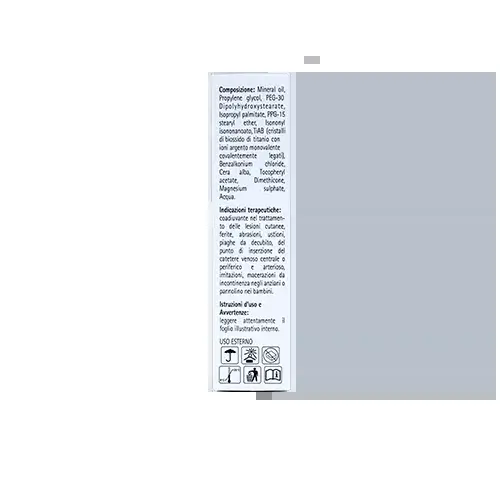 Composizione: Mineral oil,
Propylene glycol, PEG-30
Dipolyhydroxystearate,
Isopropyl palmitate, PPG-15
stearyl ether, Isononyl
isononanoato, TiAB (cristalli
di biossido di titanio con
ioni argento monovalente
covalentemente legati),
Benzalkonium chloride,
Cera alba, Tocopheryl
acetate, Dimethicone,
Magnesium sulphate,
Acqua.
Indicazioni terapeutiche:
coadiuvante nel trattamen-
to delle lesioni cutanee,
ferite, abrasioni, ustioni,
piaghe da decubito, del
punto di inserzione del
catetere venoso centrale o
periferico e arterioso,
irritazioni, macerazioni da
incontinenza negli anziani o
pannolino nei bambini.
Istruzioni d'uso e
Avvertenze:
leggere attentamente il
foglio illustrativo interno.
USO ESTERNO